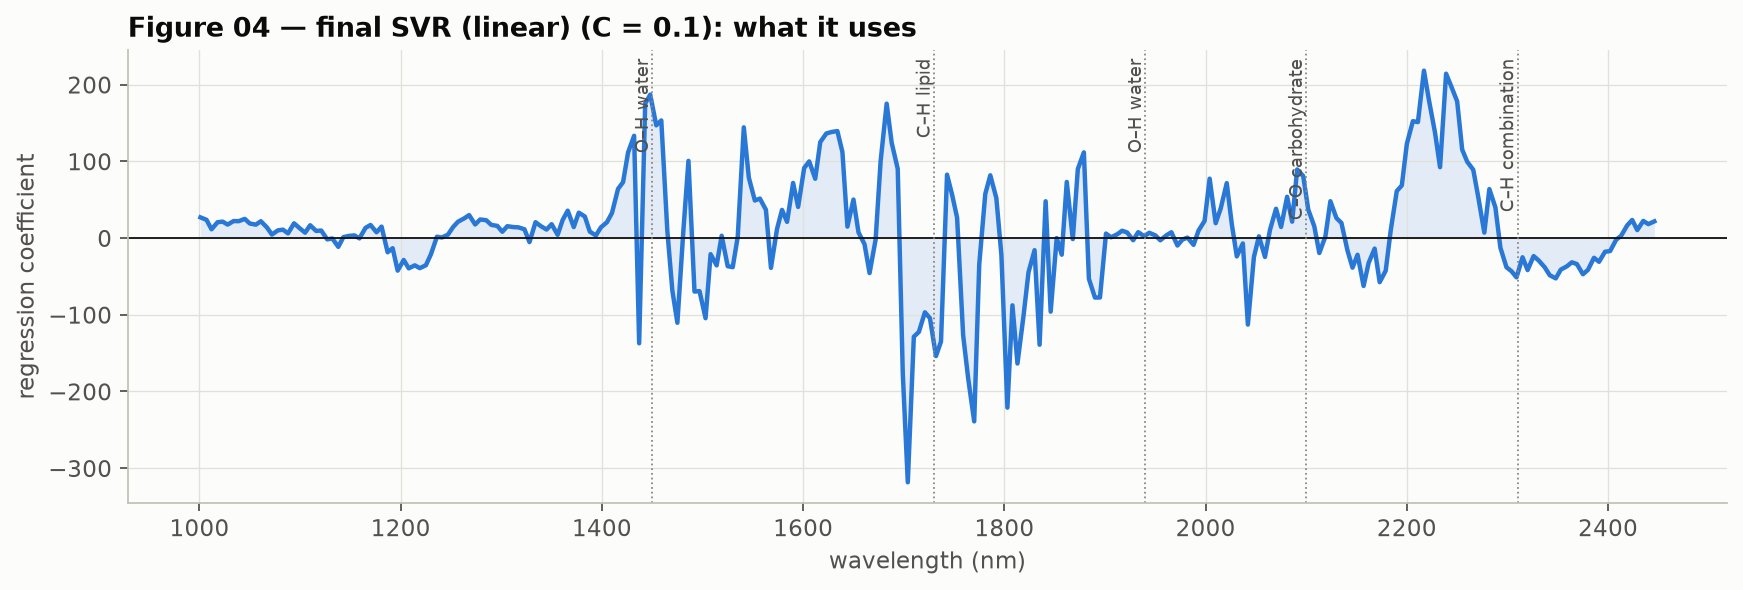 Figure 04 — final SVR (linear) (C = 0.1): what it uses
regression coefficient
200
100
0
−100
−200
−300
O–H water
C–H lipid
O–H water
C–O carbohydrate
C–H combination
1000
1200
1400
1600
1800
2000
2200
2400
wavelength (nm)